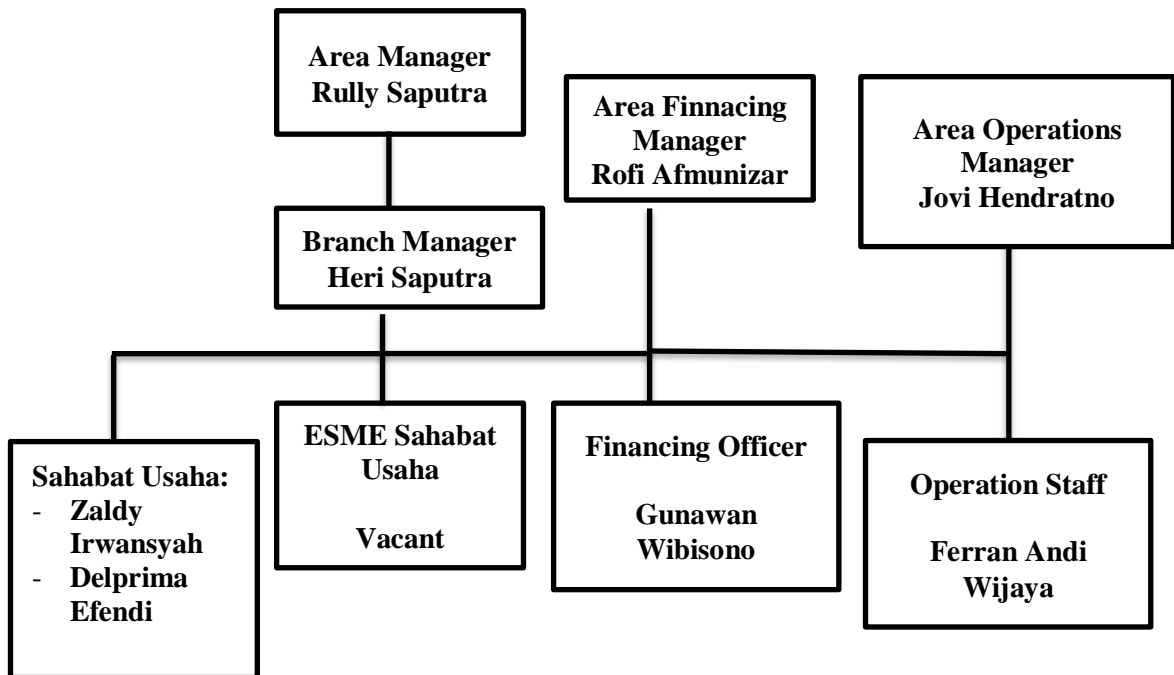 Area Manager
Rully Saputra
Area Finnacing
Manager
Rofi Afmunizar
Area Operations
Manager
Jovi Hendratno
Branch Manager
Heri Saputra
Sahabat Usaha:
- Zaldy
Irwansyah
- Delprima
Efendi
ESME Sahabat
Usaha
Vacant
Financing Officer
Gunawan
Wibisono
Operation Staff
Ferran Andi
Wijaya